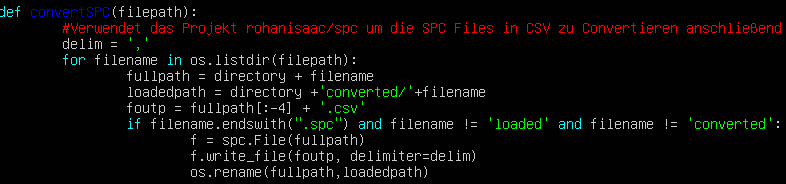 def convertSPC(filepath):
#Verwendet das Projekt rohanisaac/spc um die SPC Files in CSV zu Convertieren anschließend
delim = ','
for filename in os.listdir(filepath):
fullpath = directory + filename
loadedpath = directory +'converted/'+filename
foutp = fullpath[:-4] + '.csv'
if filename.endswith(".spc") and filename != 'loaded' and filename != 'converted':
f = spc.File(fullpath)
f.write_file(foutp, delimiter=delim)
os.rename(fullpath,loadedpath)